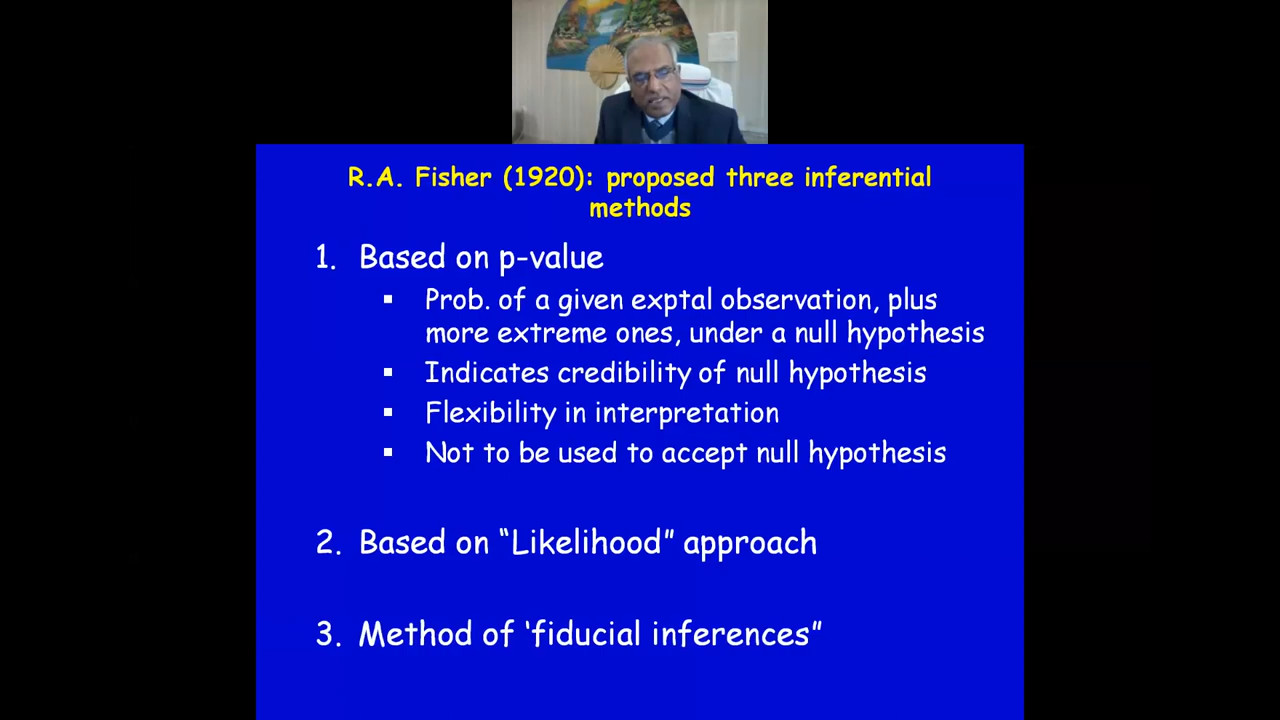 R.A. Fisher (1920): proposed three inferential
methods
1. Based on p-value
▪ Prob. of a given exptal observation, plus
more extreme ones, under a null hypothesis
▪ Indicates credibility of null hypothesis
▪ Flexibility in interpretation
▪ Not to be used to accept null hypothesis
2. Based on “Likelihood” approach
3. Method of ‘fiducial inferences”